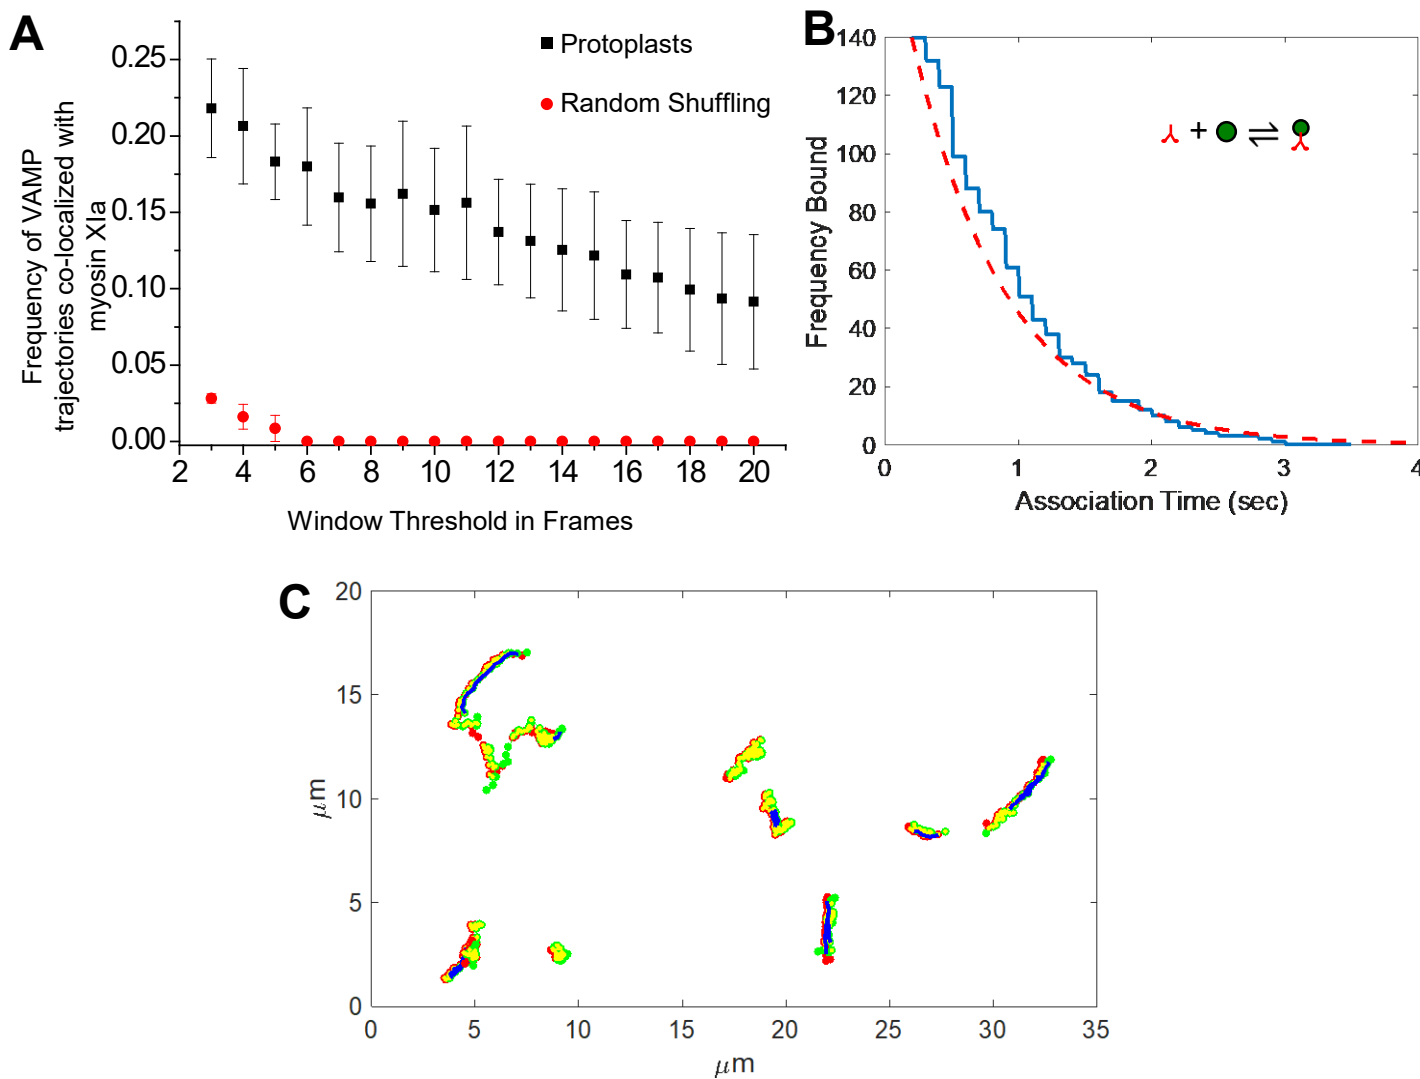 A
0.25
0.20
0.15
0.10
0.05
0.00
2 4 6 8 10 12 14 16 18 20
Window Threshold in Frames
Frequency of VAMP
trajectories co-localized with
myosin XIa
Protoplasts
Random Shuffling
B
140
120
100
80
60
40
20
0
0 1 2 3 4
Association Time (sec)
Frequency Bound
+
C
20
15
10
5
0
0 5 10 15 20 25 30 35
μm
μm